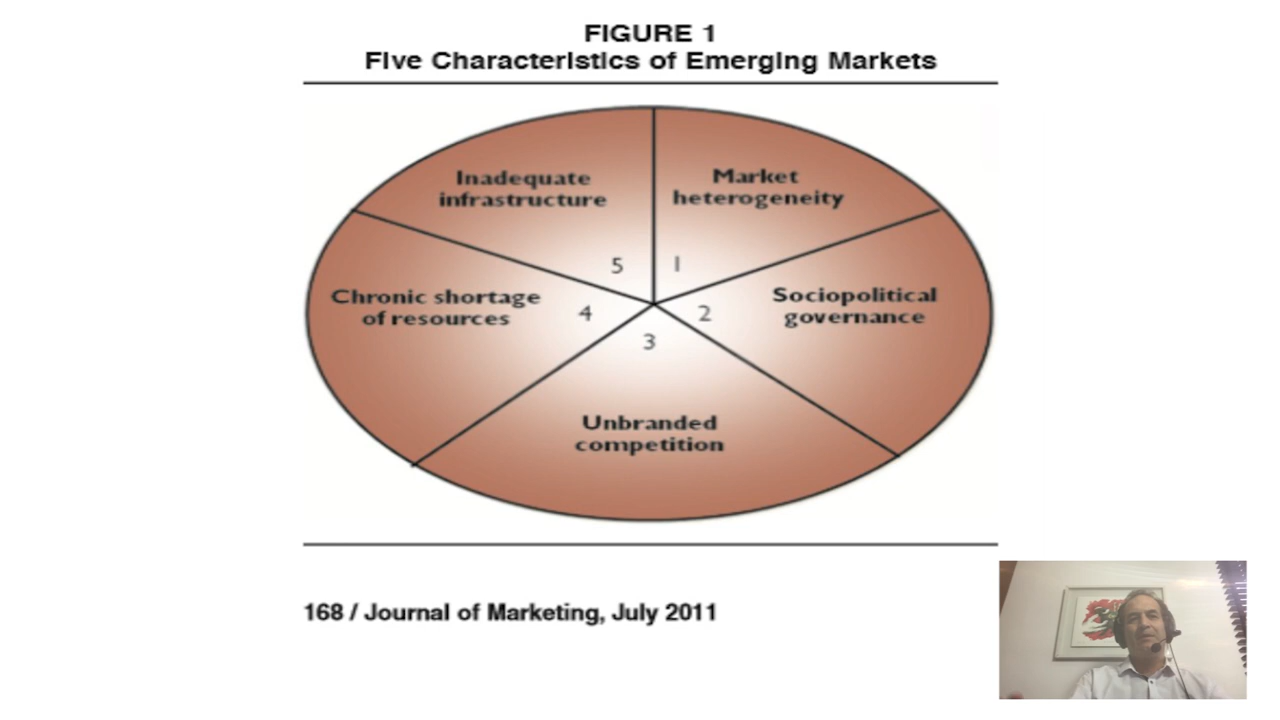 FIGURE 1
Five Characteristics of Emerging Markets
Inadequate
infrastructure
Market
heterogeneity
5
1
Chronic shortage
of resources
4
2
Sociopolitical
governance
3
Unbranded
competition
168 / Journal of Marketing, July 2011